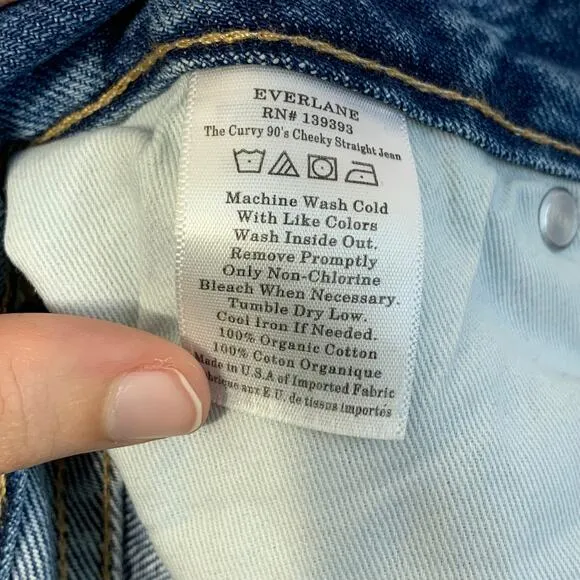 EVERLANE
RN# 139393
The Curvy 90's Cheeky Straight Jean
Machine Wash Cold
With Like Colors
Wash Inside Out.
Remove Promptly
Only Non-Chlorine
Bleach When Necessary.
Tumble Dry Low.
Cool Iron If Needed.
100% Organic Cotton
100% Coton Organique
Made in U.S.A of Imported Fabric
aux E.U. de tissus importes